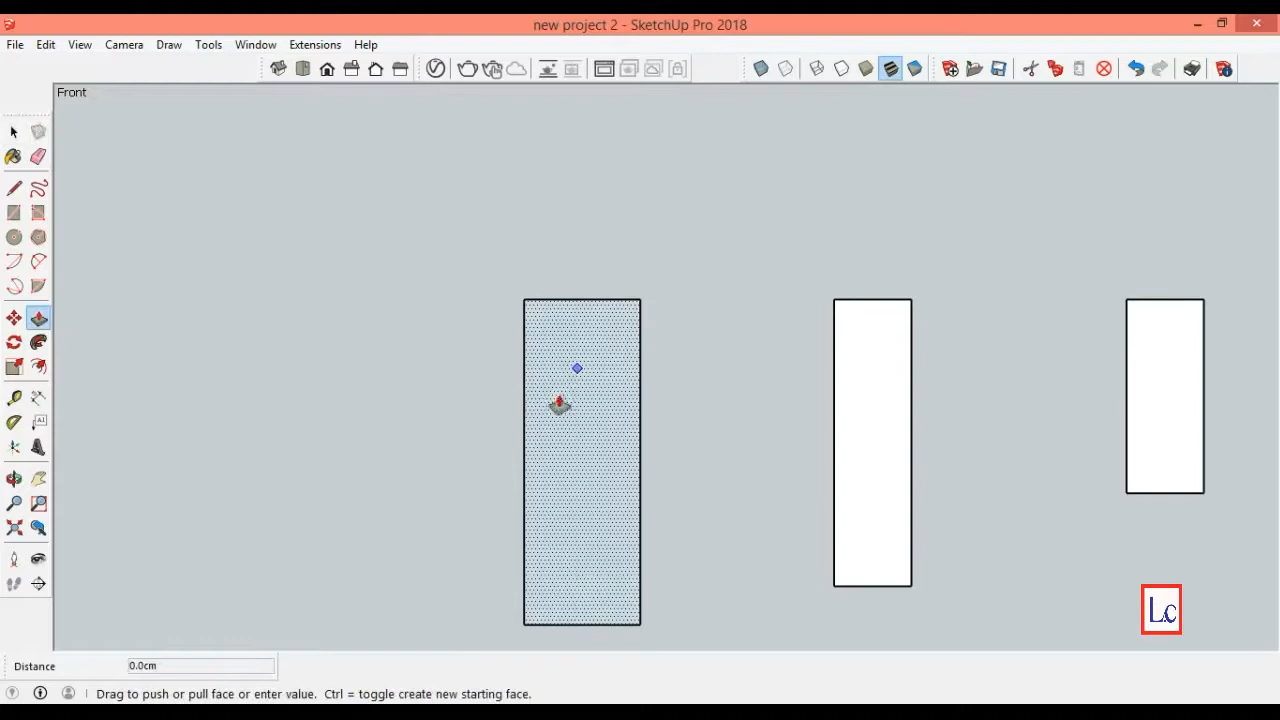 new project 2 - SketchUp Pro 2018
File Edit View Camera Draw Tools Window Extensions Help
Front
A1
Lc
Distance 0.0cm
Drag to push or pull face or enter value. Ctrl = toggle create new starting face.